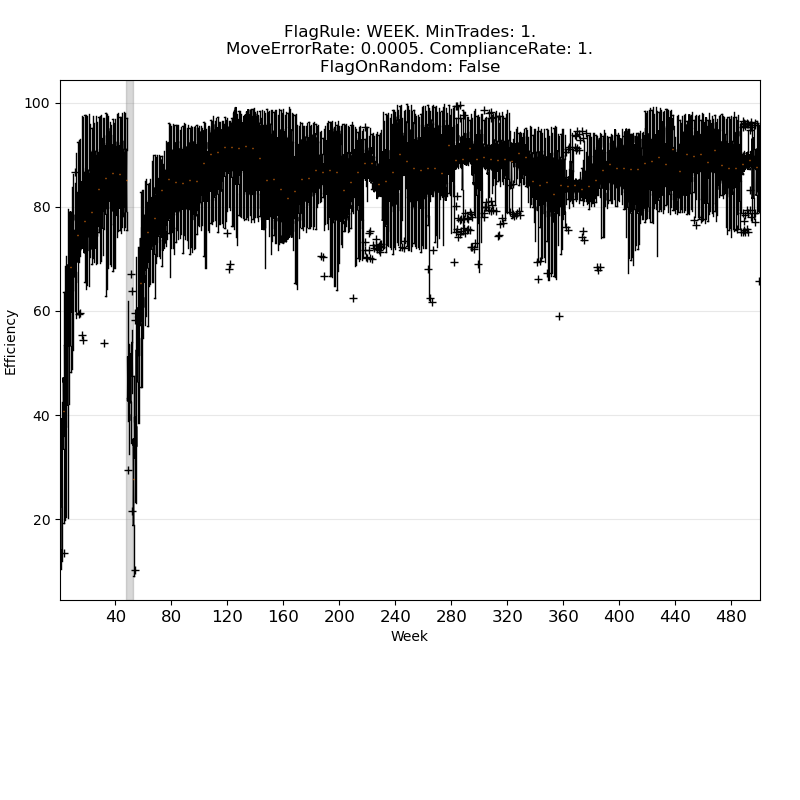 FlagRule: WEEK. MinTrades: 1.
MoveErrorRate: 0.0005. ComplianceRate: 1.
FlagOnRandom: False
100
80
60
40
20
Efficiency
40 80 120 160 200 240 280 320 360 400 440 480
Week